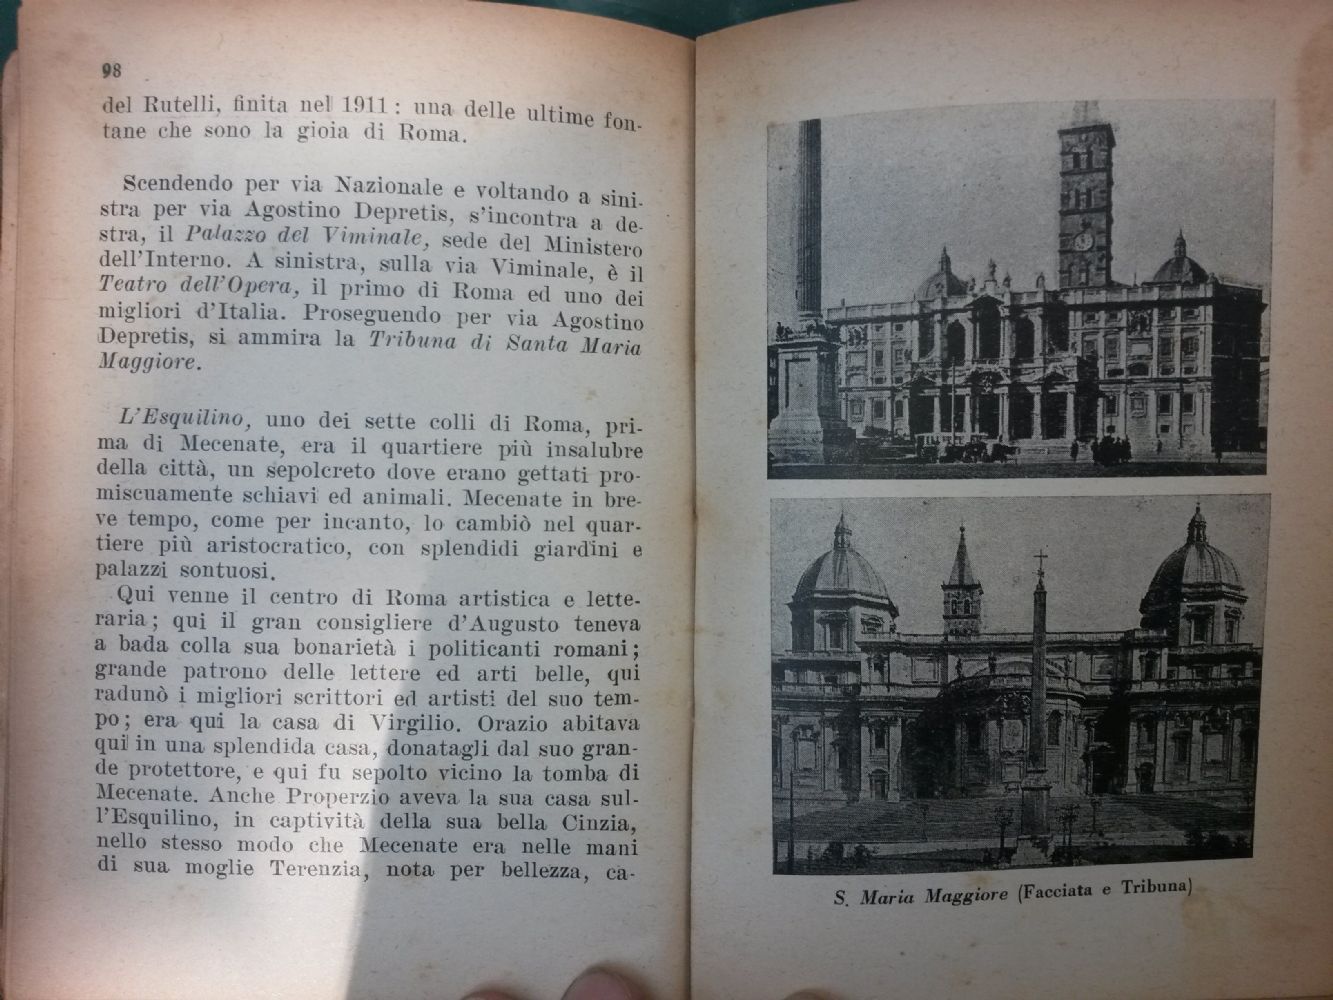 98
del Rutelli, finita nel 1911 : una delle ultime fon-
tane che sono la gioia di Roma.
Scendendo per via Nazionale e voltando a sini-
stra per via Agostino Depretis, s'incontra a de-
stra, il Palazzo del Viminale, sede del Ministero
dell'Interno. A sinistra, sulla via Viminale, è il
Teatro dell'Opera, il primo di Roma ed uno dei
migliori d'Italia. Proseguendo per via Agostino
Depretis, si ammira la Tribuna di Santa Maria
Maggiore.
L'Esquilino, uno dei sette colli di Roma, pri-
ma di Mecenate, era il quartiere più insalubre
della città, un sepolcreto dove erano gettati pro-
miscuamente schiavi ed animali. Mecenate in bre-
ve tempo, come per incanto, lo cambiò nel quar-
tiere più aristocratico, con splendidi giardini e
palazzi sontuosi.
Qui venne il centro di Roma artistica e lette-
raria ; qui il gran consigliere d'Augusto teneva
a bada colla sua bonarietà i politicanti romani ;
grande patrono delle lettere ed arti belle, qui
radunò i migliori scrittori ed artisti del suo tem-
po ; era qui la casa di Virgilio. Orazio abitava
qui in una splendida casa, donatagli dal suo gran-
de protettore, e qui fu sepolto vicino la tomba di
Mecenate. Anche Properzio aveva la sua casa sul-
l'Esquilino, in captività della sua bella Cinzia,
nello stesso modo che Mecenate era nelle mani
di sua moglie Terenzia, nota per bellezza, ca-
S. Maria Maggiore (Facciata e Tribuna)